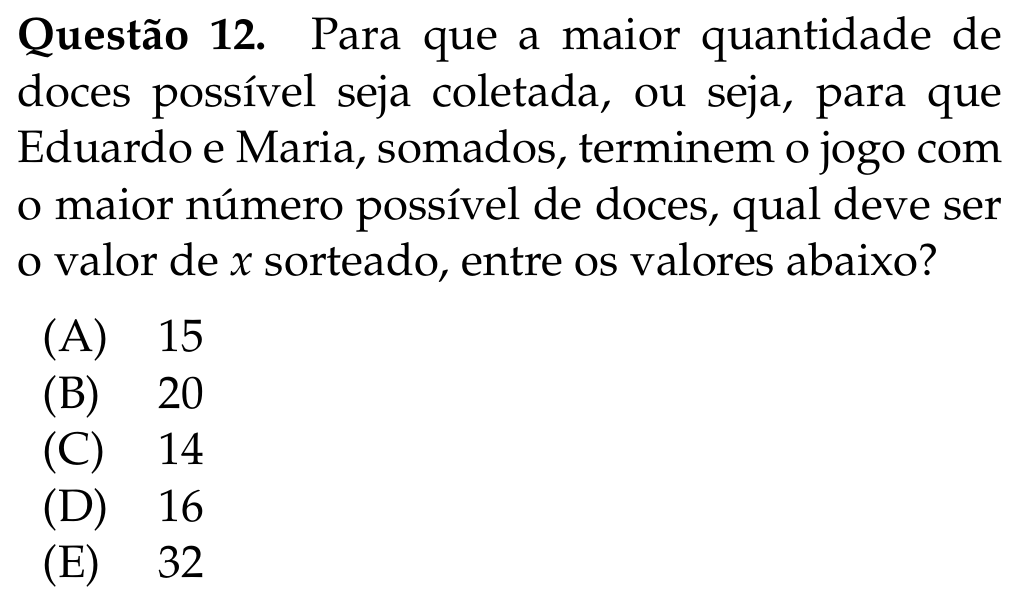 Questão 12. Para que a maior quantidade de
doces possível seja coletada, ou seja, para que
Eduardo e Maria, somados, terminem o jogo com
o maior número possível de doces, qual deve ser
o valor de x sorteado, entre os valores abaixo?
(A) 15
(B) 20
(C) 14
(D) 16
(E) 32